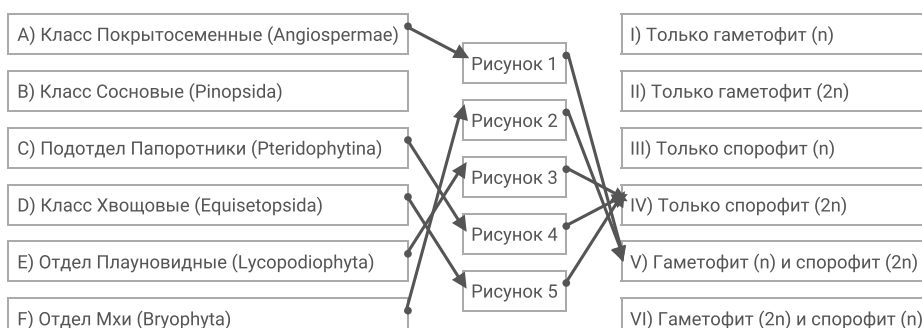 A) Класс Покрытосеменные (Angiospermae)
B) Класс Сосновые (Pinopsida)
C) Подотдел Папоротники (Pteridophytina)
D) Класс Хвощовые (Equisetopsida)
E) Отдел Плауновидные (Lycopodiophyta)
F) Отдел Мхи (Bryophyta)
Рисунок 1
Рисунок 2
Рисунок 3
Рисунок 4
Рисунок 5
I) Только гаметофит (n)
II) Только гаметофит (2n)
III) Только спорофит (n)
IV) Только спорофит (2n)
V) Гаметофит (n) и спорофит (2n)
VI) Гаметофит (2n) и спорофит (n)